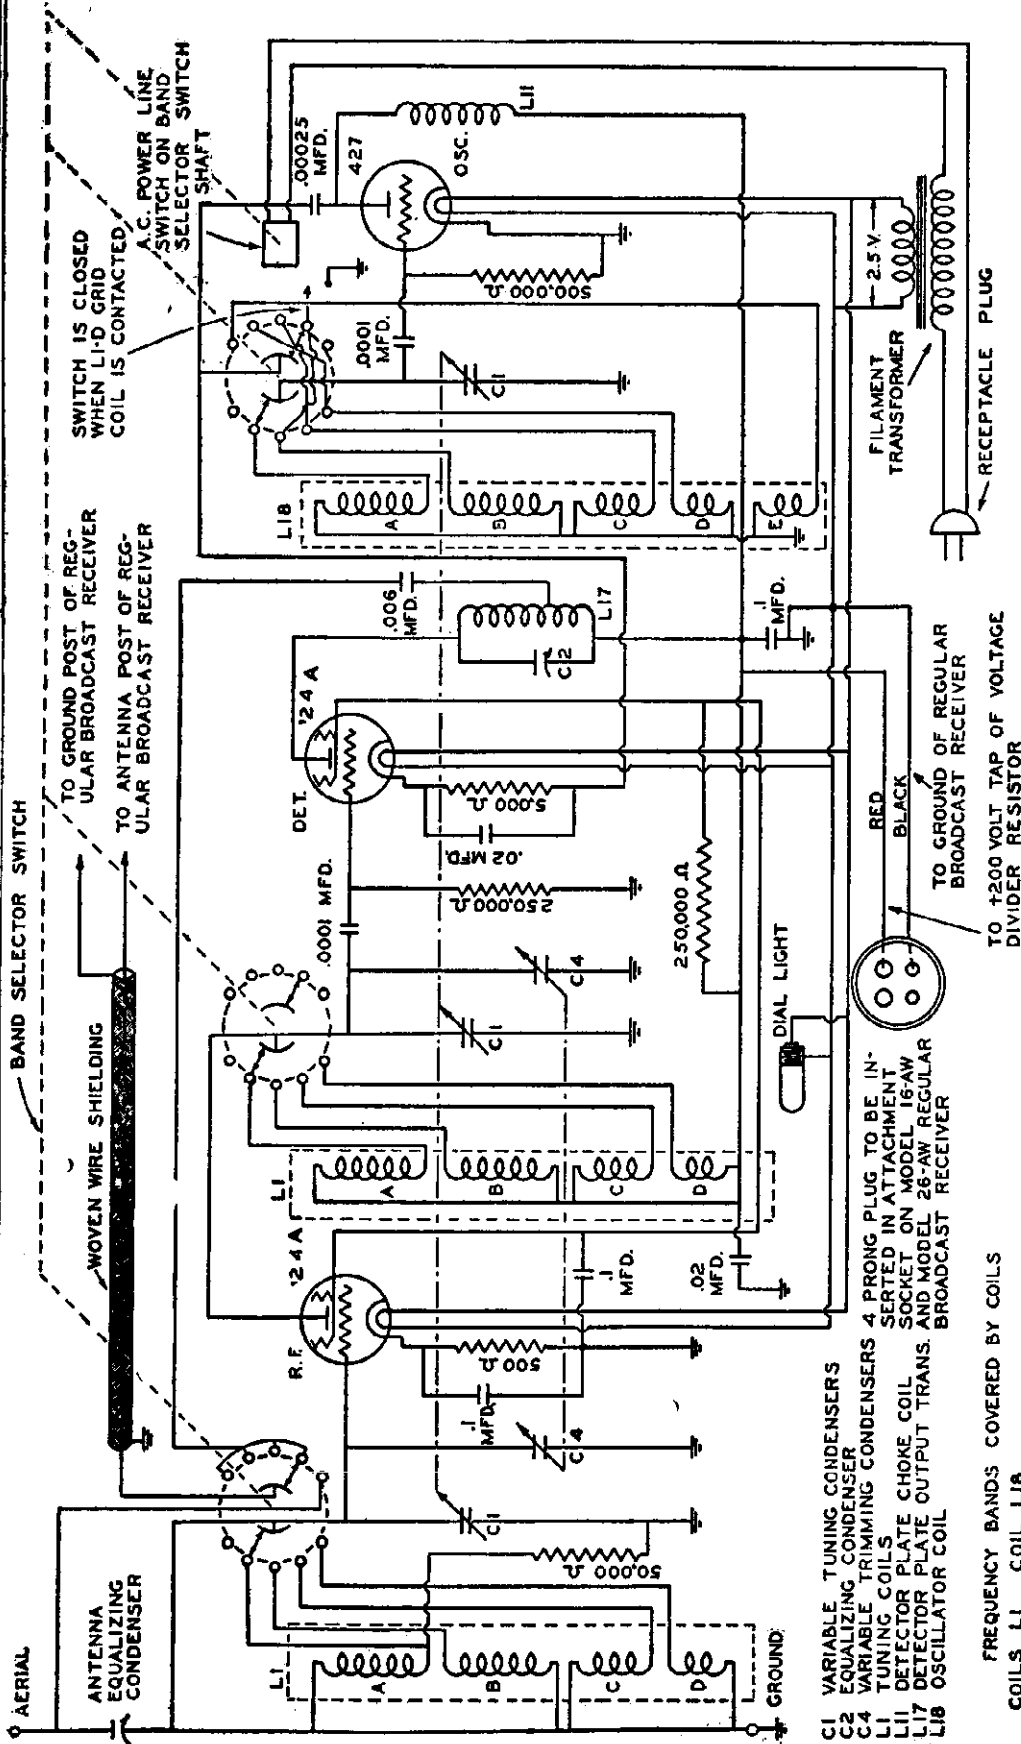 BAND SELECTOR SWITCH
AERIAL
ANTENNA
EQUALIZING
CONDENSER
WOVEN WIRE SHIELDING
TO GROUND POST OF REG-
ULAR BROADCAST RECEIVER
TO ANTENNA POST OF REG-
ULAR BROADCAST RECEIVER
SWITCH IS CLOSED
WHEN L1-D GRID
COIL IS CONTACTED
A.C. POWER LINE
SWITCH ON BAND
SELECTOR SWITCH
SHAFT
L1
A
B
C
D
GROUND
50,000 Ω
C1
C4
R.F.
'24A
.1
MFD.
500 Ω
.1
MFD.
.02
MFD.
L1
A
B
C
D
C1
C4
.0001 MFD.
250,000 Ω
DET.
'24A
.02 MFD.
5,000 Ω
250,000 Ω
.006
MFD.
C2
L17
.1
MFD.
L18
A
B
C
D
E
C1
.0001
MFD.
500,000 Ω
.00025
MFD.
427
OSC.
L11
2.5 V.
FILAMENT
TRANSFORMER
RECEPTACLE PLUG
DIAL LIGHT
RED
BLACK
TO GROUND OF REGULAR
BROADCAST RECEIVER
TO +200 VOLT TAP OF VOLTAGE
DIVIDER RESISTOR
4 PRONG PLUG TO BE IN-
SERTED IN ATTACHMENT
SOCKET ON MODEL 16-AW
AND MODEL 26-AW REGULAR
BROADCAST RECEIVER
C1 VARIABLE TUNING CONDENSERS
C2 EQUALIZING CONDENSER
C4 VARIABLE TRIMMING CONDENSERS
L1 TUNING COILS
L11 DETECTOR PLATE CHOKE COIL
L17 DETECTOR PLATE OUTPUT TRANS.
L18 OSCILLATOR COIL
FREQUENCY BANDS COVERED BY COILS
COILS L1 COIL L18